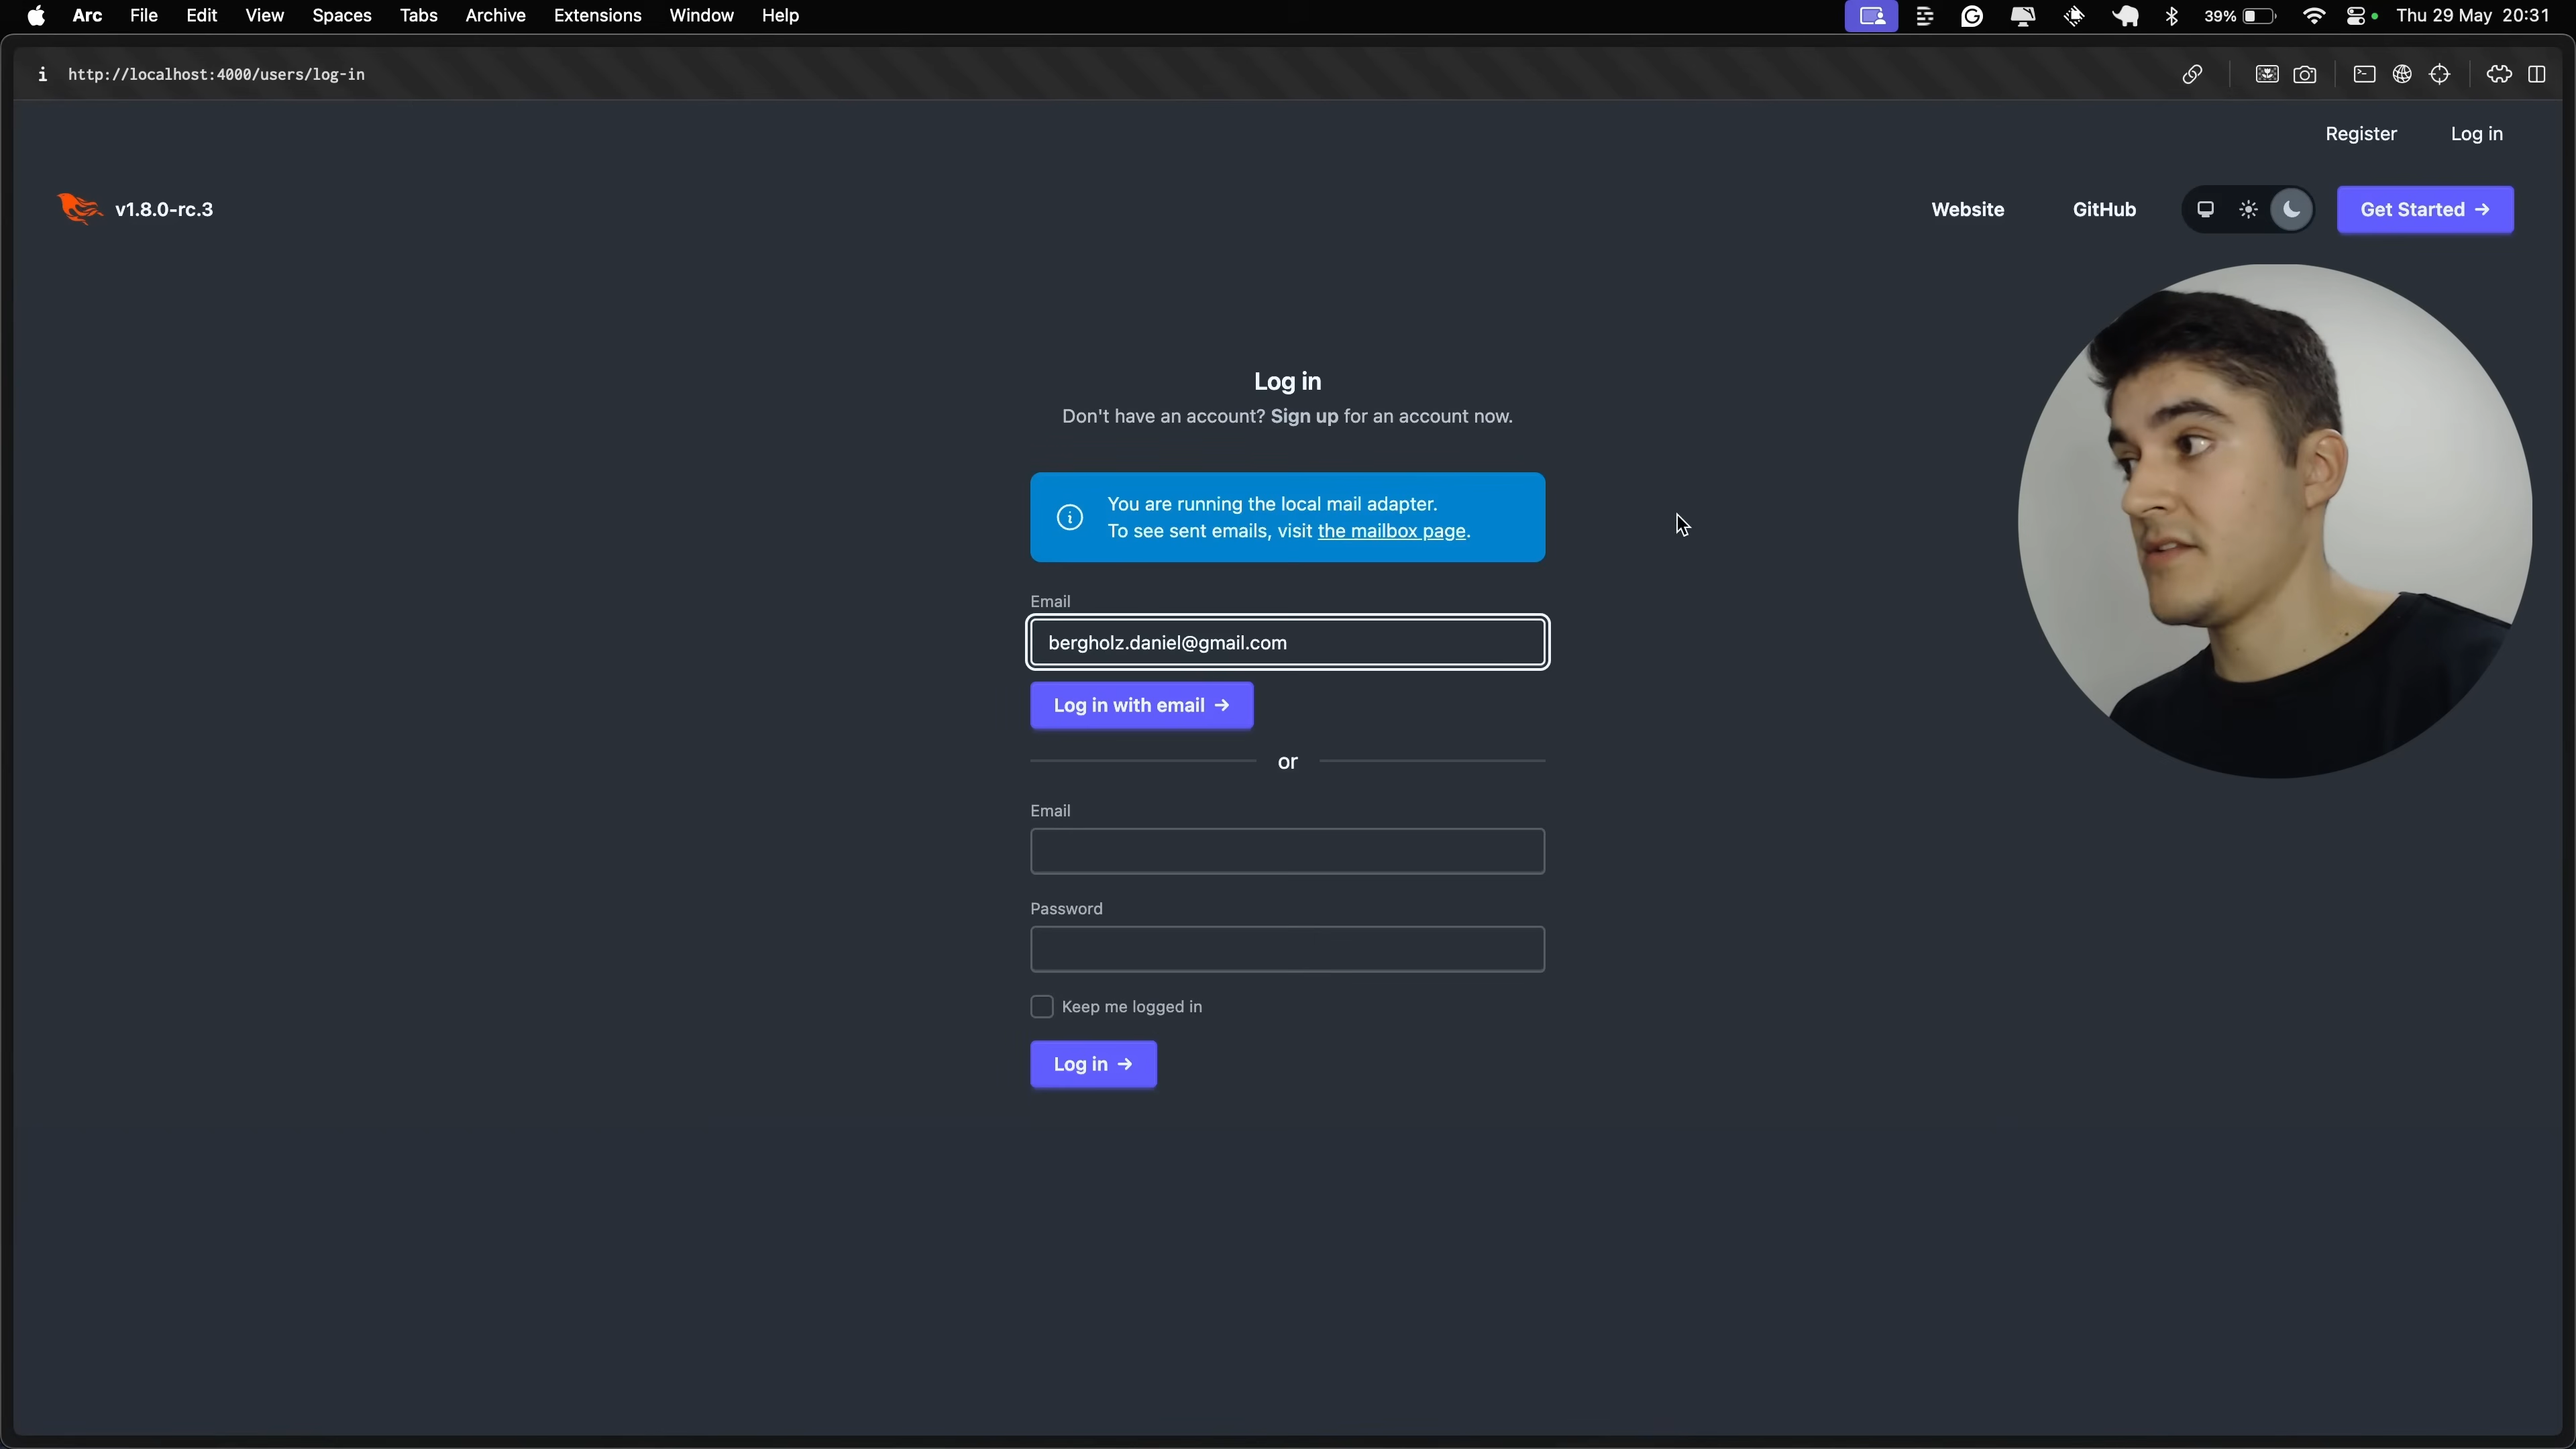 Arc File Edit View Spaces Tabs Archive Extensions Window Help 39% Thu 29 May 20:31
http://localhost:4000/users/log-in
Register Log in
v1.8.0-rc.3 Website GitHub Get Started →
Log in
Don't have an account? Sign up for an account now.
You are running the local mail adapter.
To see sent emails, visit the mailbox page.
Email
bergholz.daniel@gmail.com
Log in with email →
or
Email
Password
Keep me logged in
Log in →